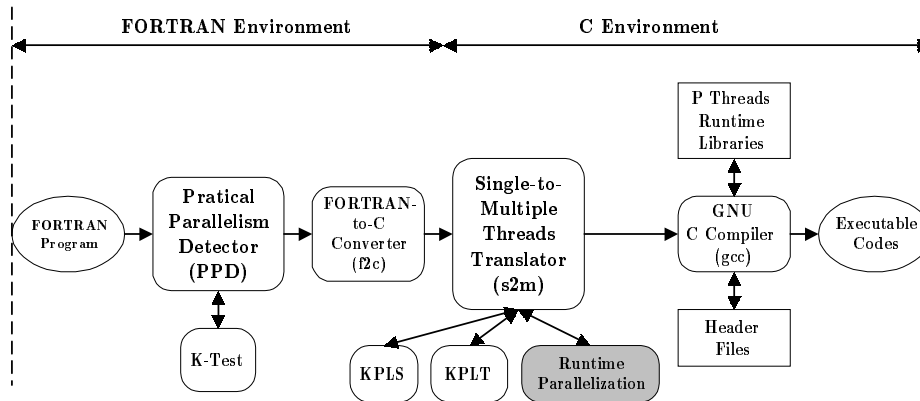 FORTRAN Environment
C Environment
P Threads
Runtime
Libraries
FORTRAN
Program
Pratical
Parallelism
Detector
(PPD)
FORTRAN-
to-C
Converter
(f2c)
Single-to-
Multiple
Threads
Translator
(s2m)
GNU
C Compiler
(gcc)
Executable
Codes
K-Test
KPLS
KPLT
Runtime
Parallelization
Header
Files